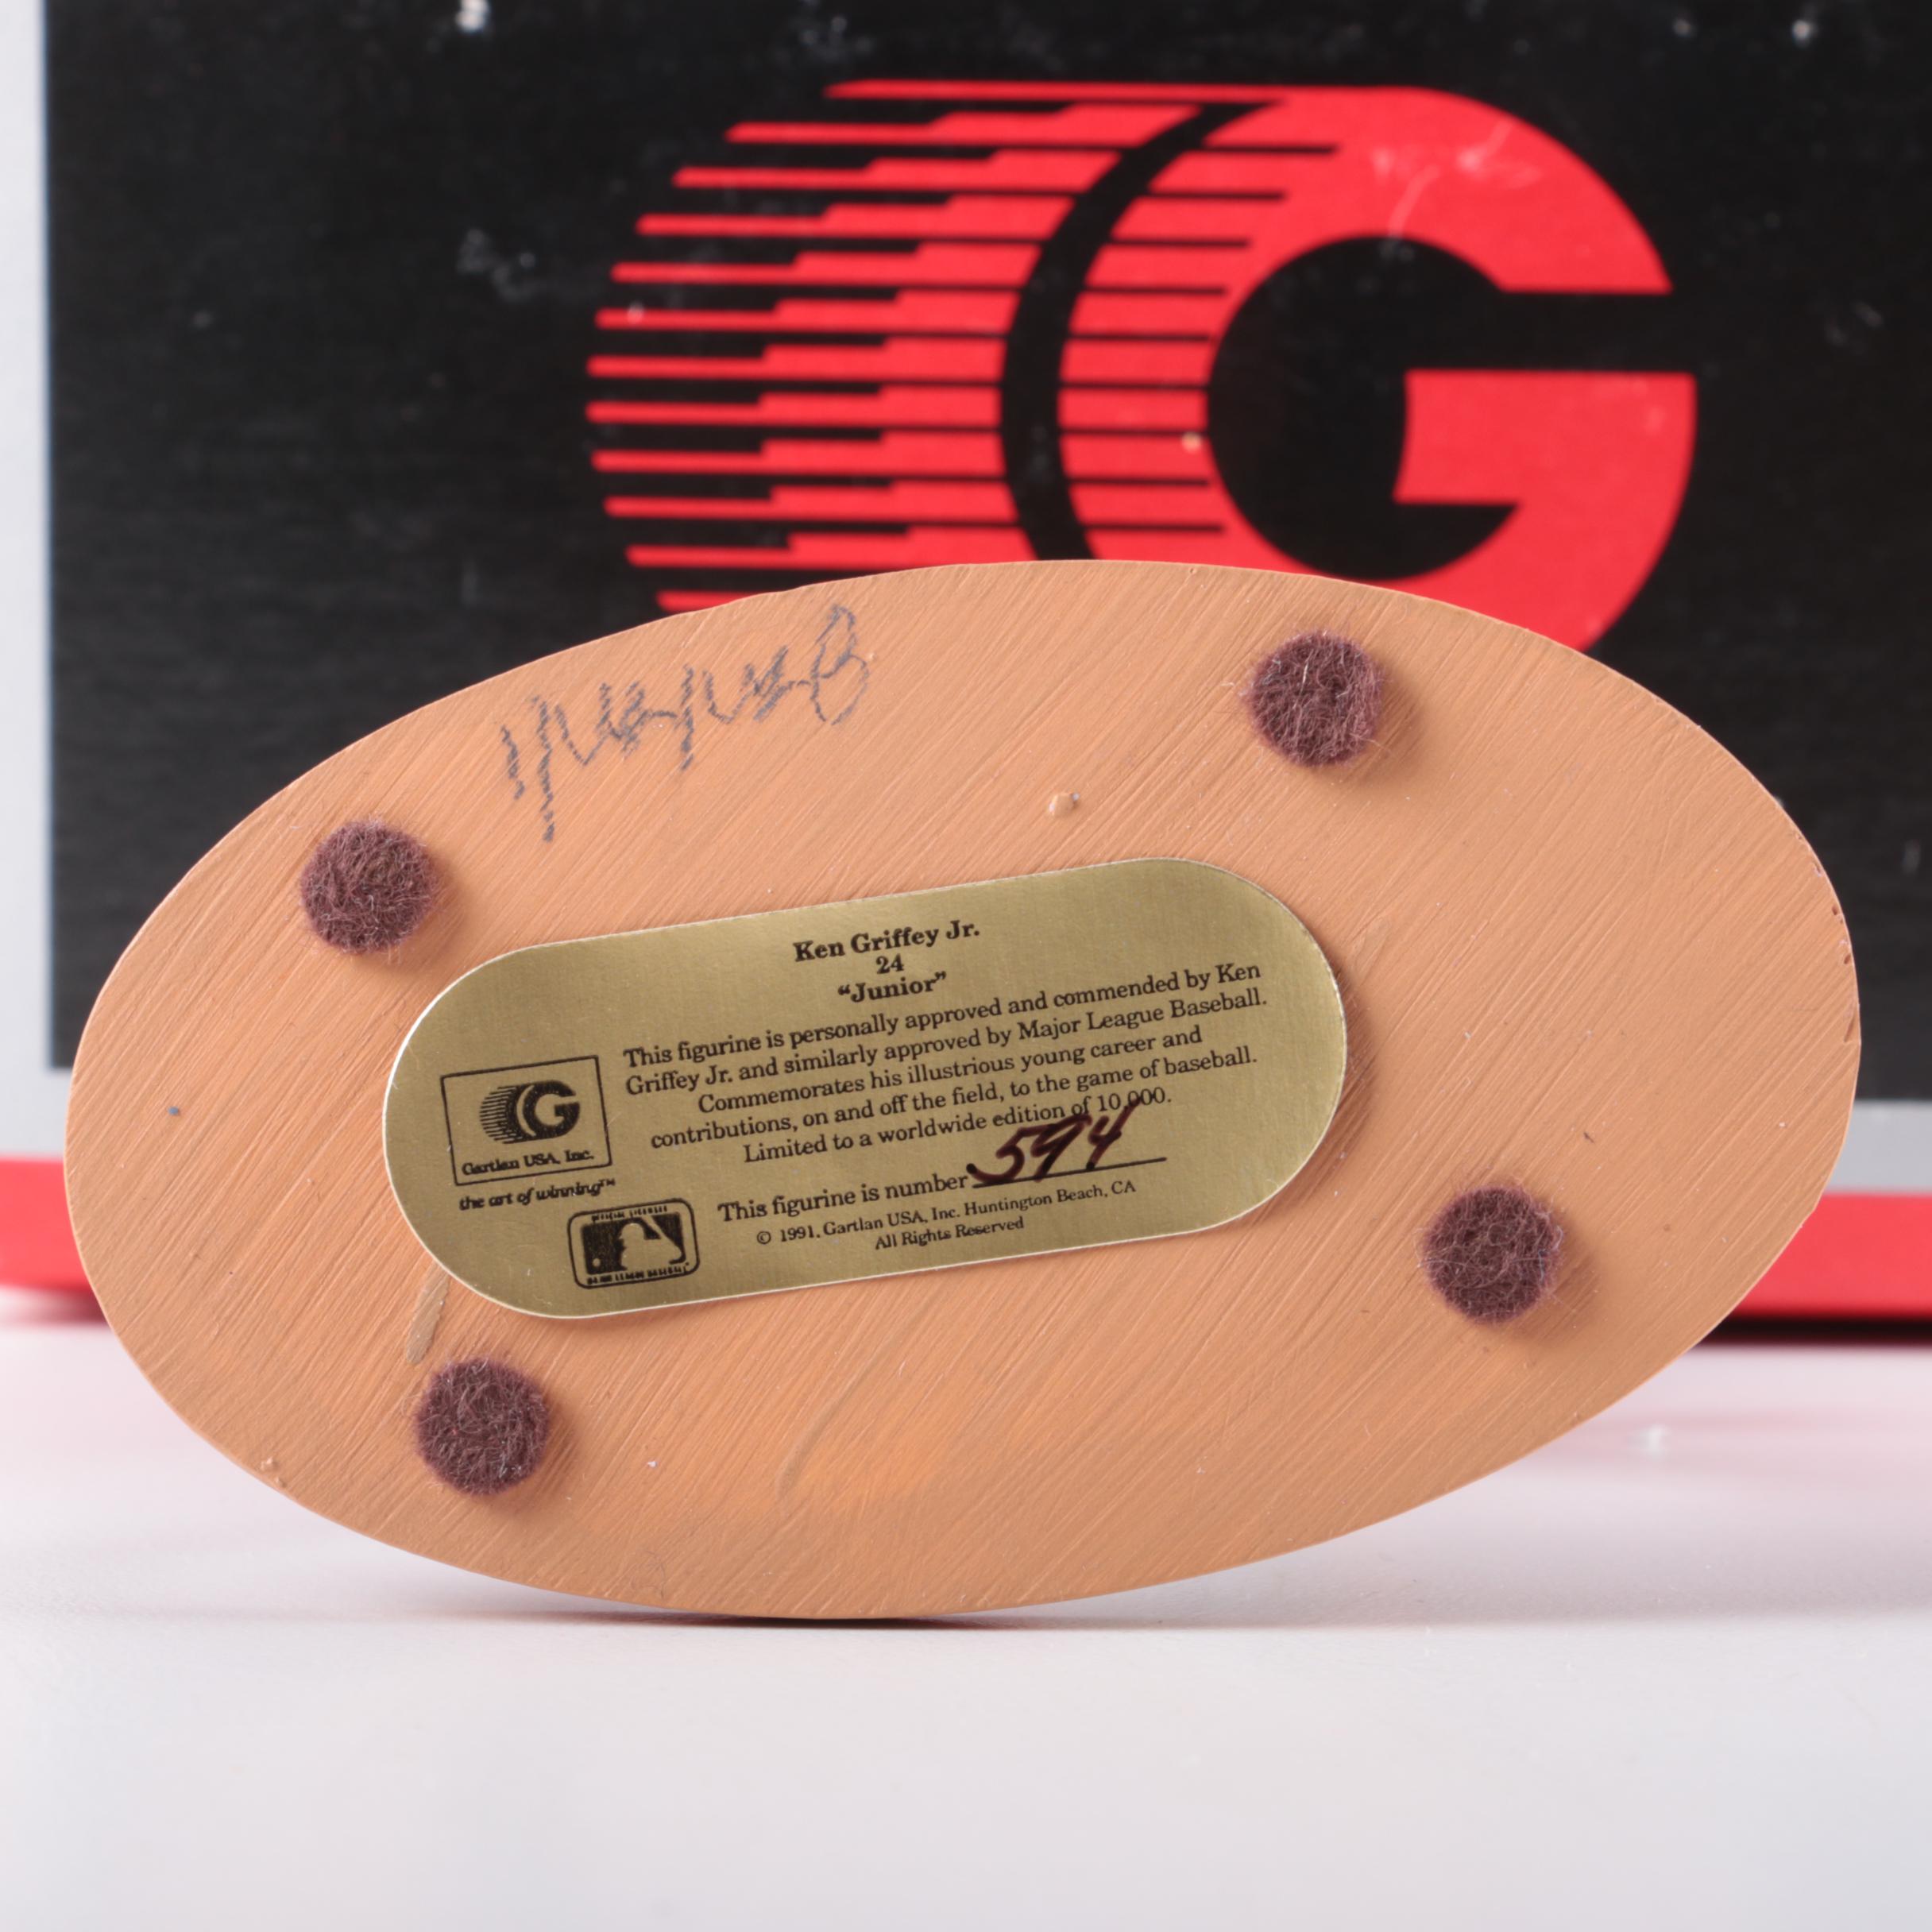 Ken Griffey Jr.
24
“Junior”
This figurine is personally approved and commended by Ken
Griffey Jr. and similarly approved by Major League Baseball.
Commemorates his illustrious young career and
contributions, on and off the field, to the game of baseball.
Limited to a worldwide edition of 10,000.
This figurine is number 594
© 1991, Gartlan USA, Inc. Huntington Beach, CA
All Rights Reserved
G
Gartlan USA, Inc.
the art of winning™
G